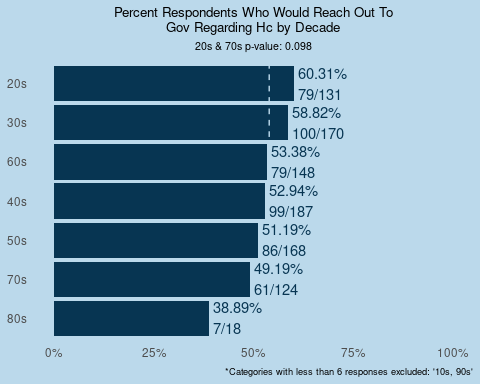 Percent Respondents Who Would Reach Out To
Gov Regarding Hc by Decade
20s & 70s p-value: 0.098
20s
60.31%
79/131
30s
58.82%
100/170
60s
53.38%
79/148
40s
52.94%
99/187
50s
51.19%
86/168
70s
49.19%
61/124
80s
38.89%
7/18
0%
25%
50%
75%
100%
*Categories with less than 6 responses excluded: '10s, 90s'